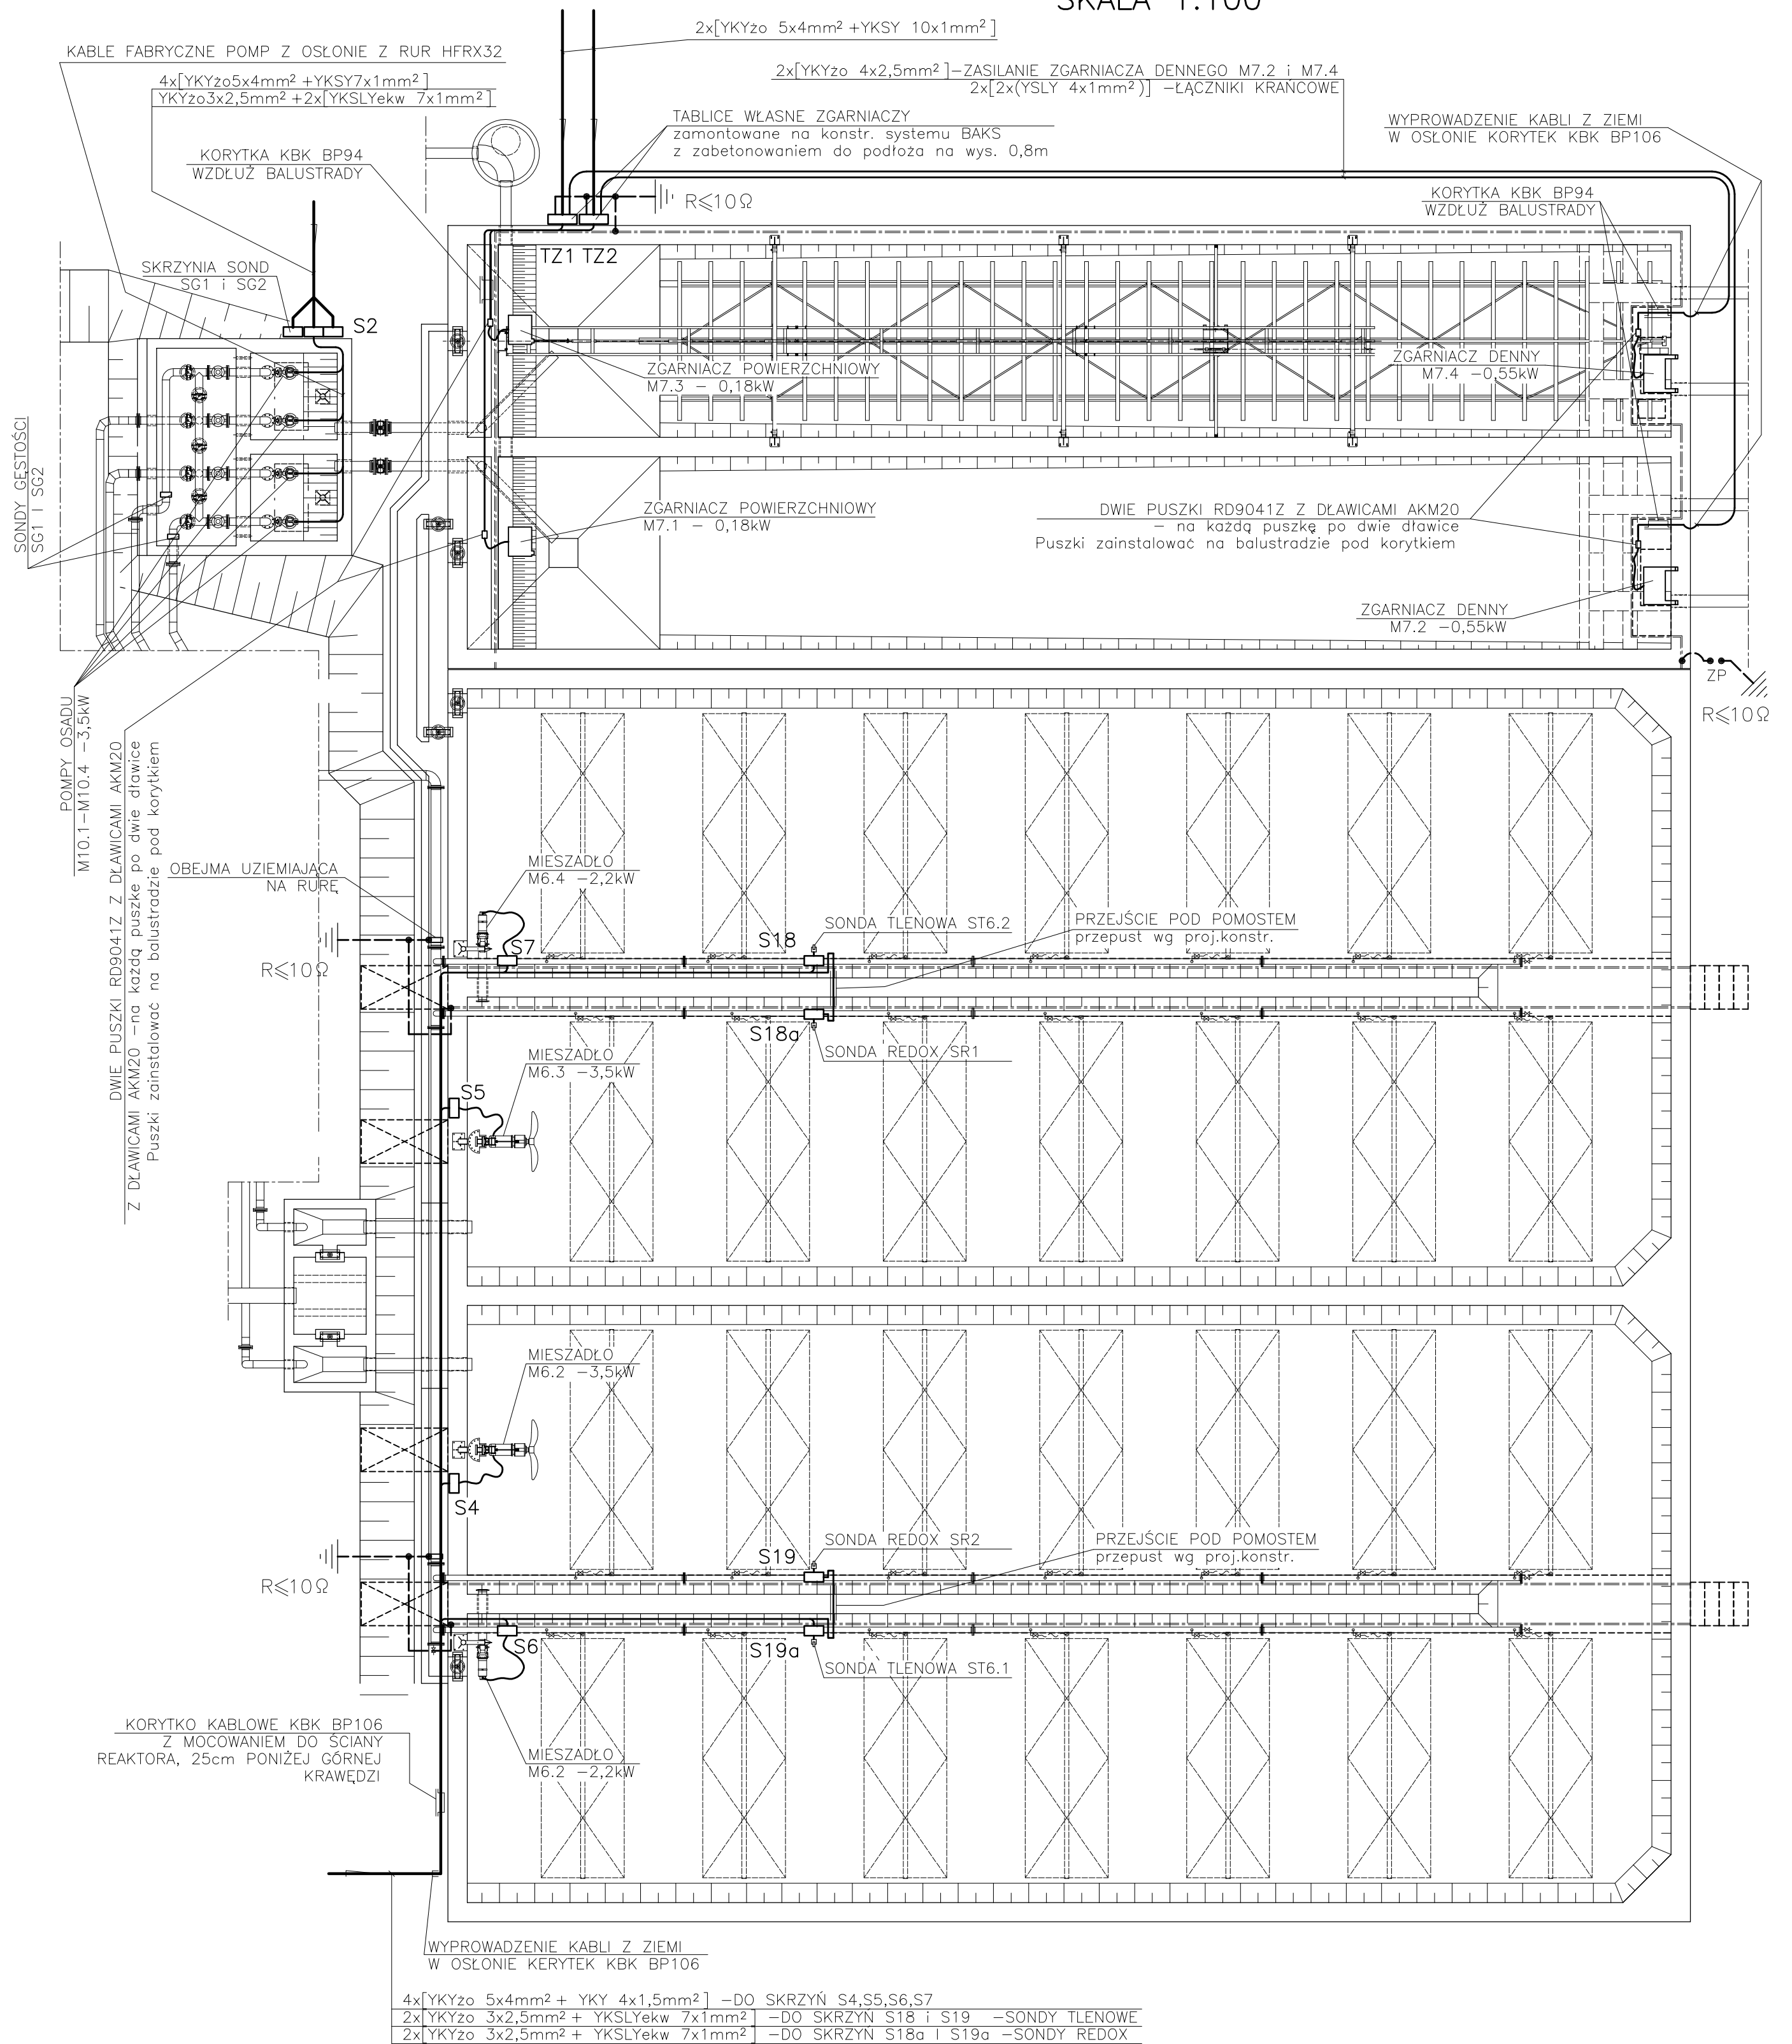 SKALA 1:100
2x[YKYżo 5x4mm² +YKSY 10x1mm² ]
KABLE FABRYCZNE POMP Z OSŁONIE Z RUR HFRX32
4x[YKYżo5x4mm² +YKSY7x1mm² ]
YKYżo3x2,5mm² +2x[YKSLYekw 7x1mm² ]
2x[YKYżo 4x2,5mm² ]-ZASILANIE ZGARNIACZA DENNEGO M7.2 i M7.4
2x[2x(YSLY 4x1mm²)] -ŁĄCZNIKI KRAŃCOWE
TABLICE WŁASNE ZGARNIACZY
zamontowane na konstr. systemu BAKS
z zabetonowaniem do podłoża na wys. 0,8m
WYPROWADZENIE KABLI Z ZIEMI
W OSŁONIE KORYTEK KBK BP106
KORYTKA KBK BP94
WZDŁUŻ BALUSTRADY
R≤10Ω
KORYTKA KBK BP94
WZDŁUŻ BALUSTRADY
TZ1 TZ2
SKRZYNIA SOND
SG1 i SG2
S2
ZGARNIACZ POWIERZCHNIOWY
M7.3 - 0,18kW
ZGARNIACZ DENNY
M7.4 -0,55kW
SONDY GĘSTOŚCI
SG1 I SG2
ZGARNIACZ POWIERZCHNIOWY
M7.1 - 0,18kW
DWIE PUSZKI RD9041Z Z DŁAWICAMI AKM20
- na każdą puszkę po dwie dławice
Puszki zainstalować na balustradzie pod korytkiem
ZGARNIACZ DENNY
M7.2 -0,55kW
ZP
R≤10Ω
POMPY OSADU
M10.1-M10.4 -3,5kW
DWIE PUSZKI RD9041Z Z DŁAWICAMI AKM20
Z DŁAWICAMI AKM20 -na każdą puszke po dwie dławice
Puszki zainstalować na balustradzie pod korytkiem
OBEJMA UZIEMIAJĄCA
NA RURĘ
MIESZADŁO
M6.4 -2,2kW
S7
S18
SONDA TLENOWA ST6.2
PRZEJŚCIE POD POMOSTEM
przepust wg proj.konstr.
R≤10Ω
S18a
SONDA REDOX SR1
MIESZADŁO
M6.3 -3,5kW
S5
MIESZADŁO
M6.2 -3,5kW
S4
SONDA REDOX SR2
S19
PRZEJŚCIE POD POMOSTEM
przepust wg proj.konstr.
R≤10Ω
S6
S19a
SONDA TLENOWA ST6.1
KORYTKO KABLOWE KBK BP106
Z MOCOWANIEM DO ŚCIANY
REAKTORA, 25cm PONIŻEJ GÓRNEJ
KRAWĘDZI
MIESZADŁO
M6.2 -2,2kW
WYPROWADZENIE KABLI Z ZIEMI
W OSŁONIE KERYTEK KBK BP106
4x[YKYżo 5x4mm² + YKY 4x1,5mm² ] -DO SKRZYŃ S4,S5,S6,S7
2x[YKYżo 3x2,5mm² + YKSLYekw 7x1mm² ] -DO SKRZYŃ S18 i S19 -SONDY TLENOWE
2x[YKYżo 3x2,5mm² + YKSLYekw 7x1mm² ] -DO SKRZYŃ S18a I S19a -SONDY REDOX